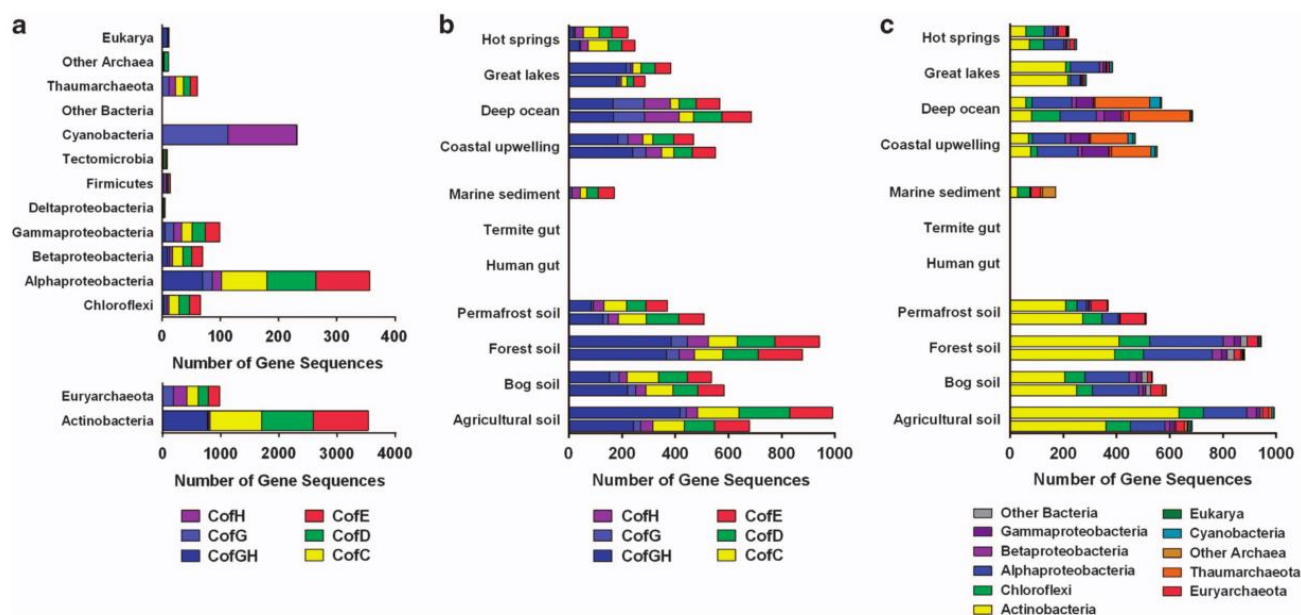 a
Eukarya
Other Archaea
Thaumarchaeota
Other Bacteria
Cyanobacteria
Tectomicrobia
Firmicutes
Deltaproteobacteria
Gammaproteobacteria
Betaproteobacteria
Alphaproteobacteria
Chloroflexi
0 100 200 300 400
Number of Gene Sequences
Euryarchaeota
Actinobacteria
0 1000 2000 3000 4000
Number of Gene Sequences
CofH CofE
CofG CofD
CofGH CofC
b
Hot springs
Great lakes
Deep ocean
Coastal upwelling
Marine sediment
Termite gut
Human gut
Permafrost soil
Forest soil
Bog soil
Agricultural soil
0 200 400 600 800 1000
Number of Gene Sequences
CofH CofE
CofG CofD
CofGH CofC
c
Hot springs
Great lakes
Deep ocean
Coastal upwelling
Marine sediment
Termite gut
Human gut
Permafrost soil
Forest soil
Bog soil
Agricultural soil
0 200 400 600 800 1000
Number of Gene Sequences
Other Bacteria Eukarya
Gammaproteobacteria Cyanobacteria
Betaproteobacteria Other Archaea
Alphaproteobacteria Thaumarchaeota
Chloroflexi Euryarchaeota
Actinobacteria